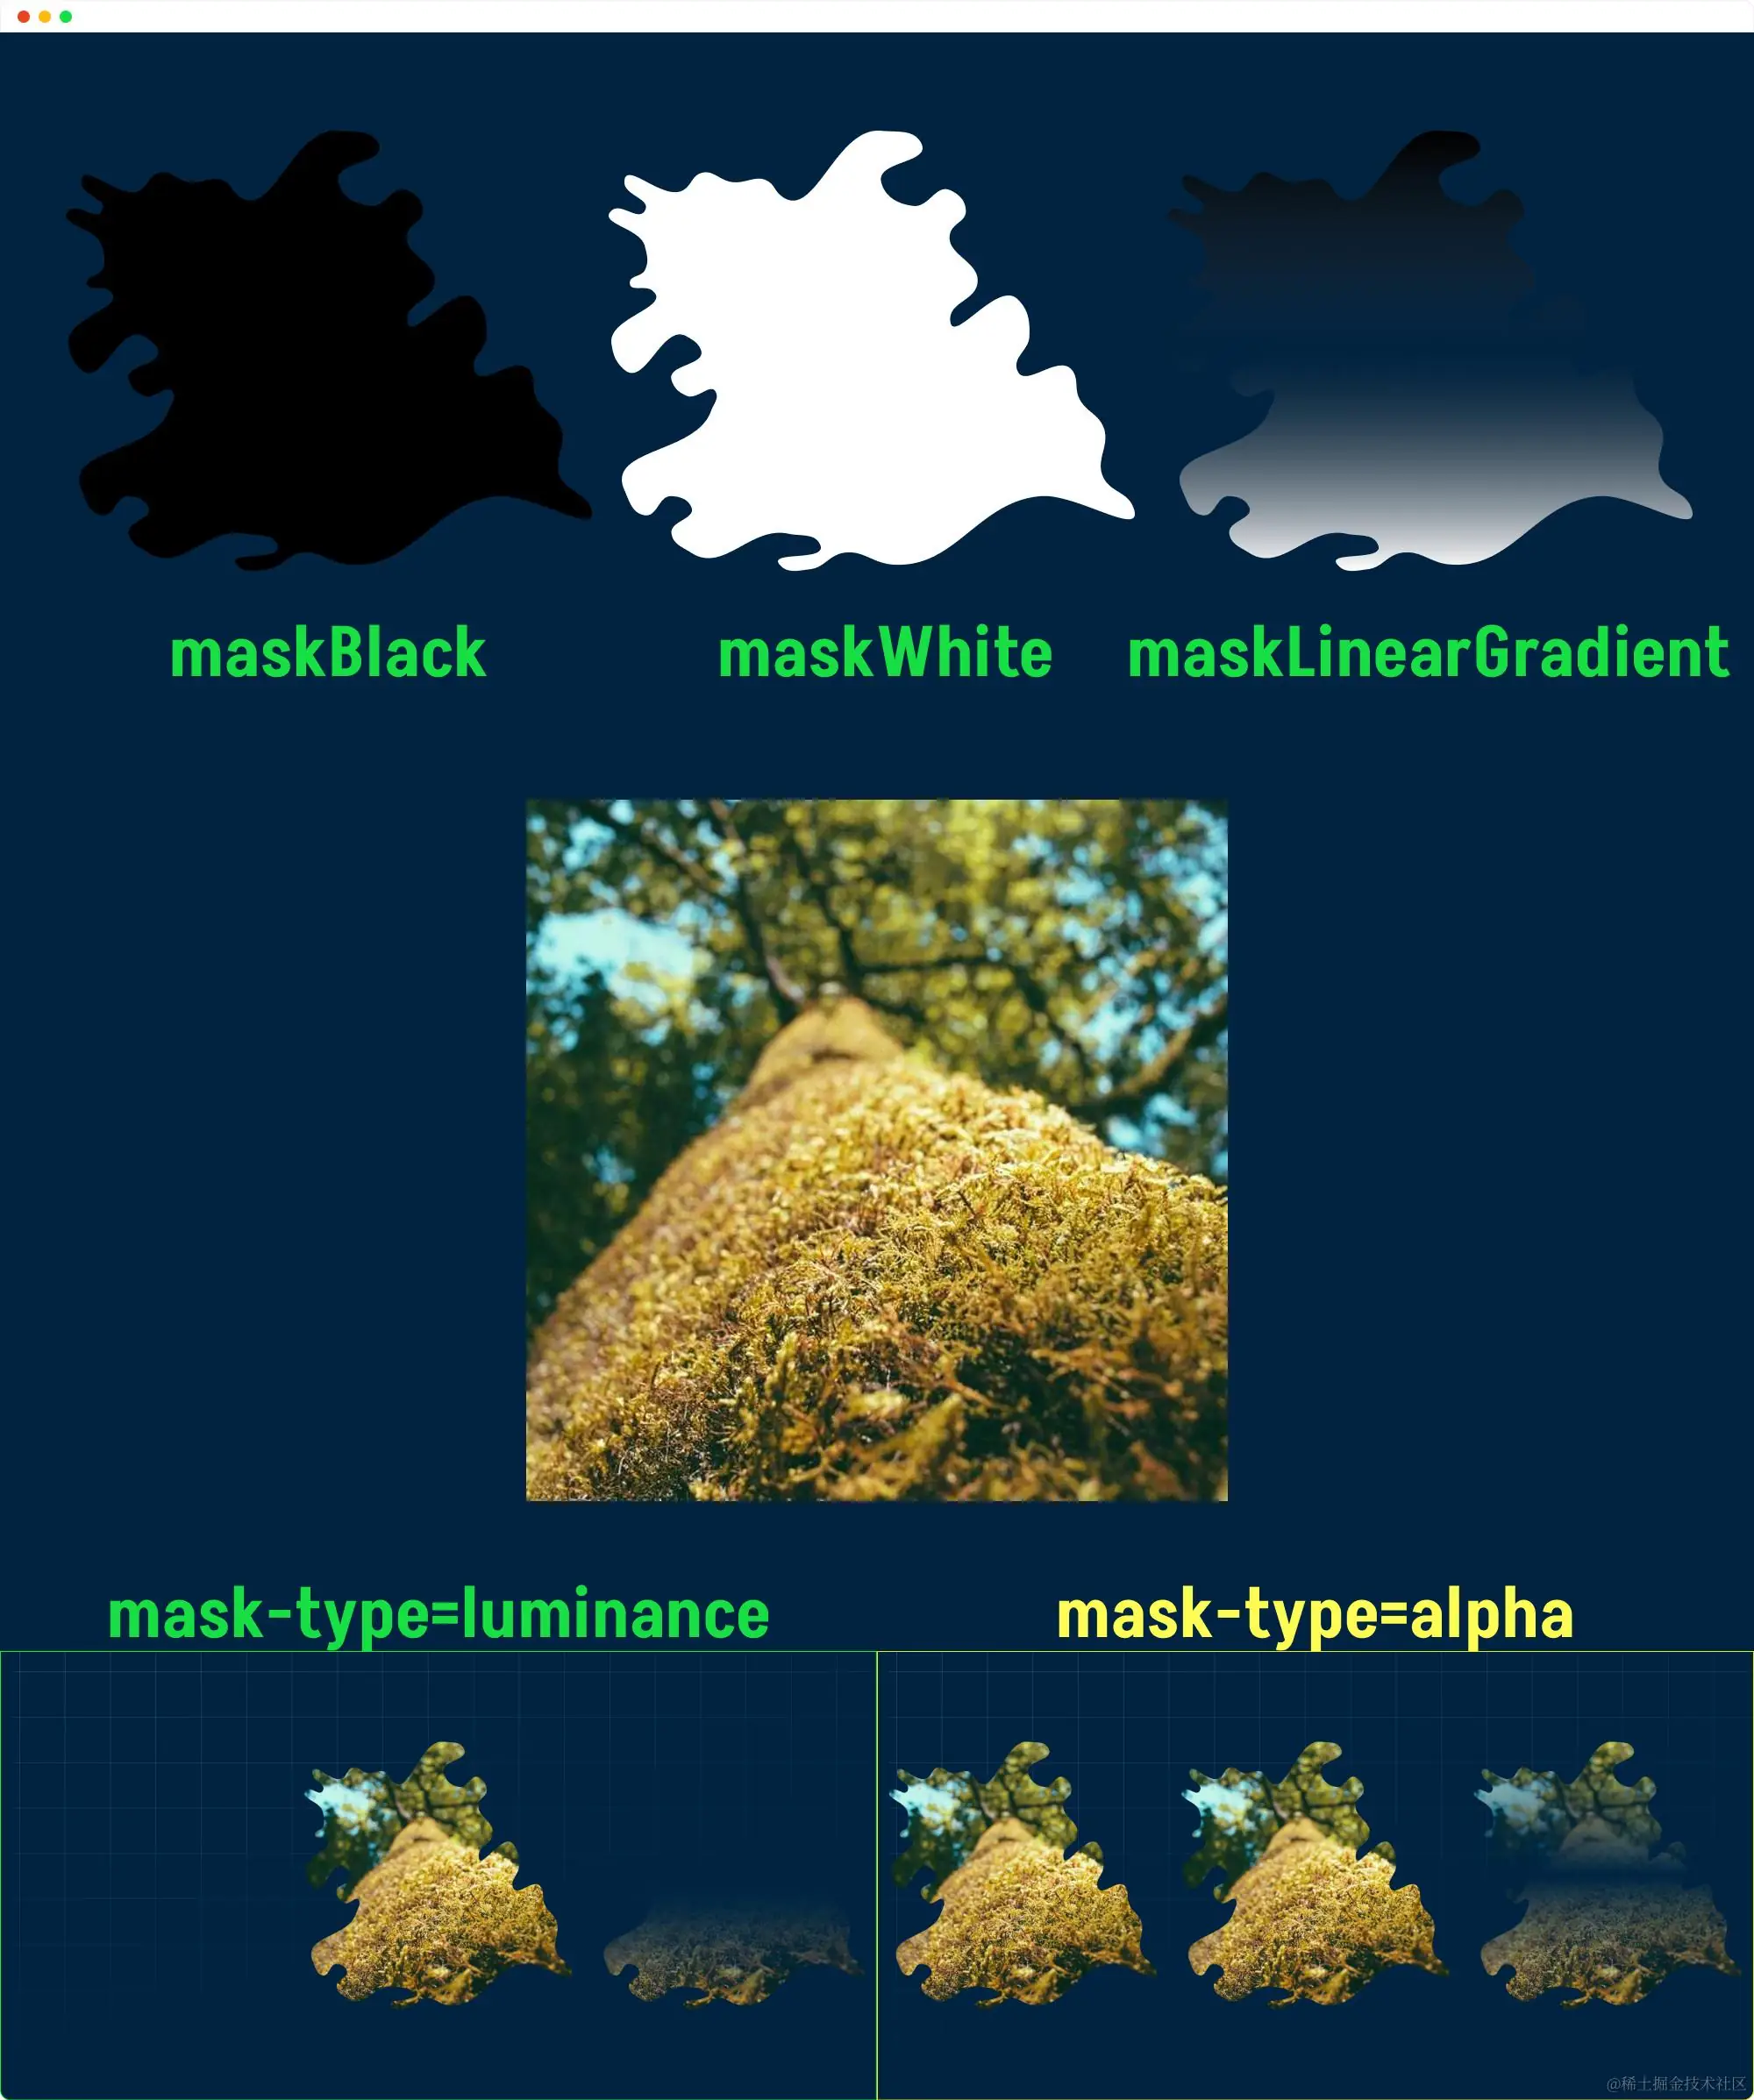 maskBlack maskWhite maskLinearGradient
mask-type=luminance mask-type=alpha
@稀土掘金技术社区